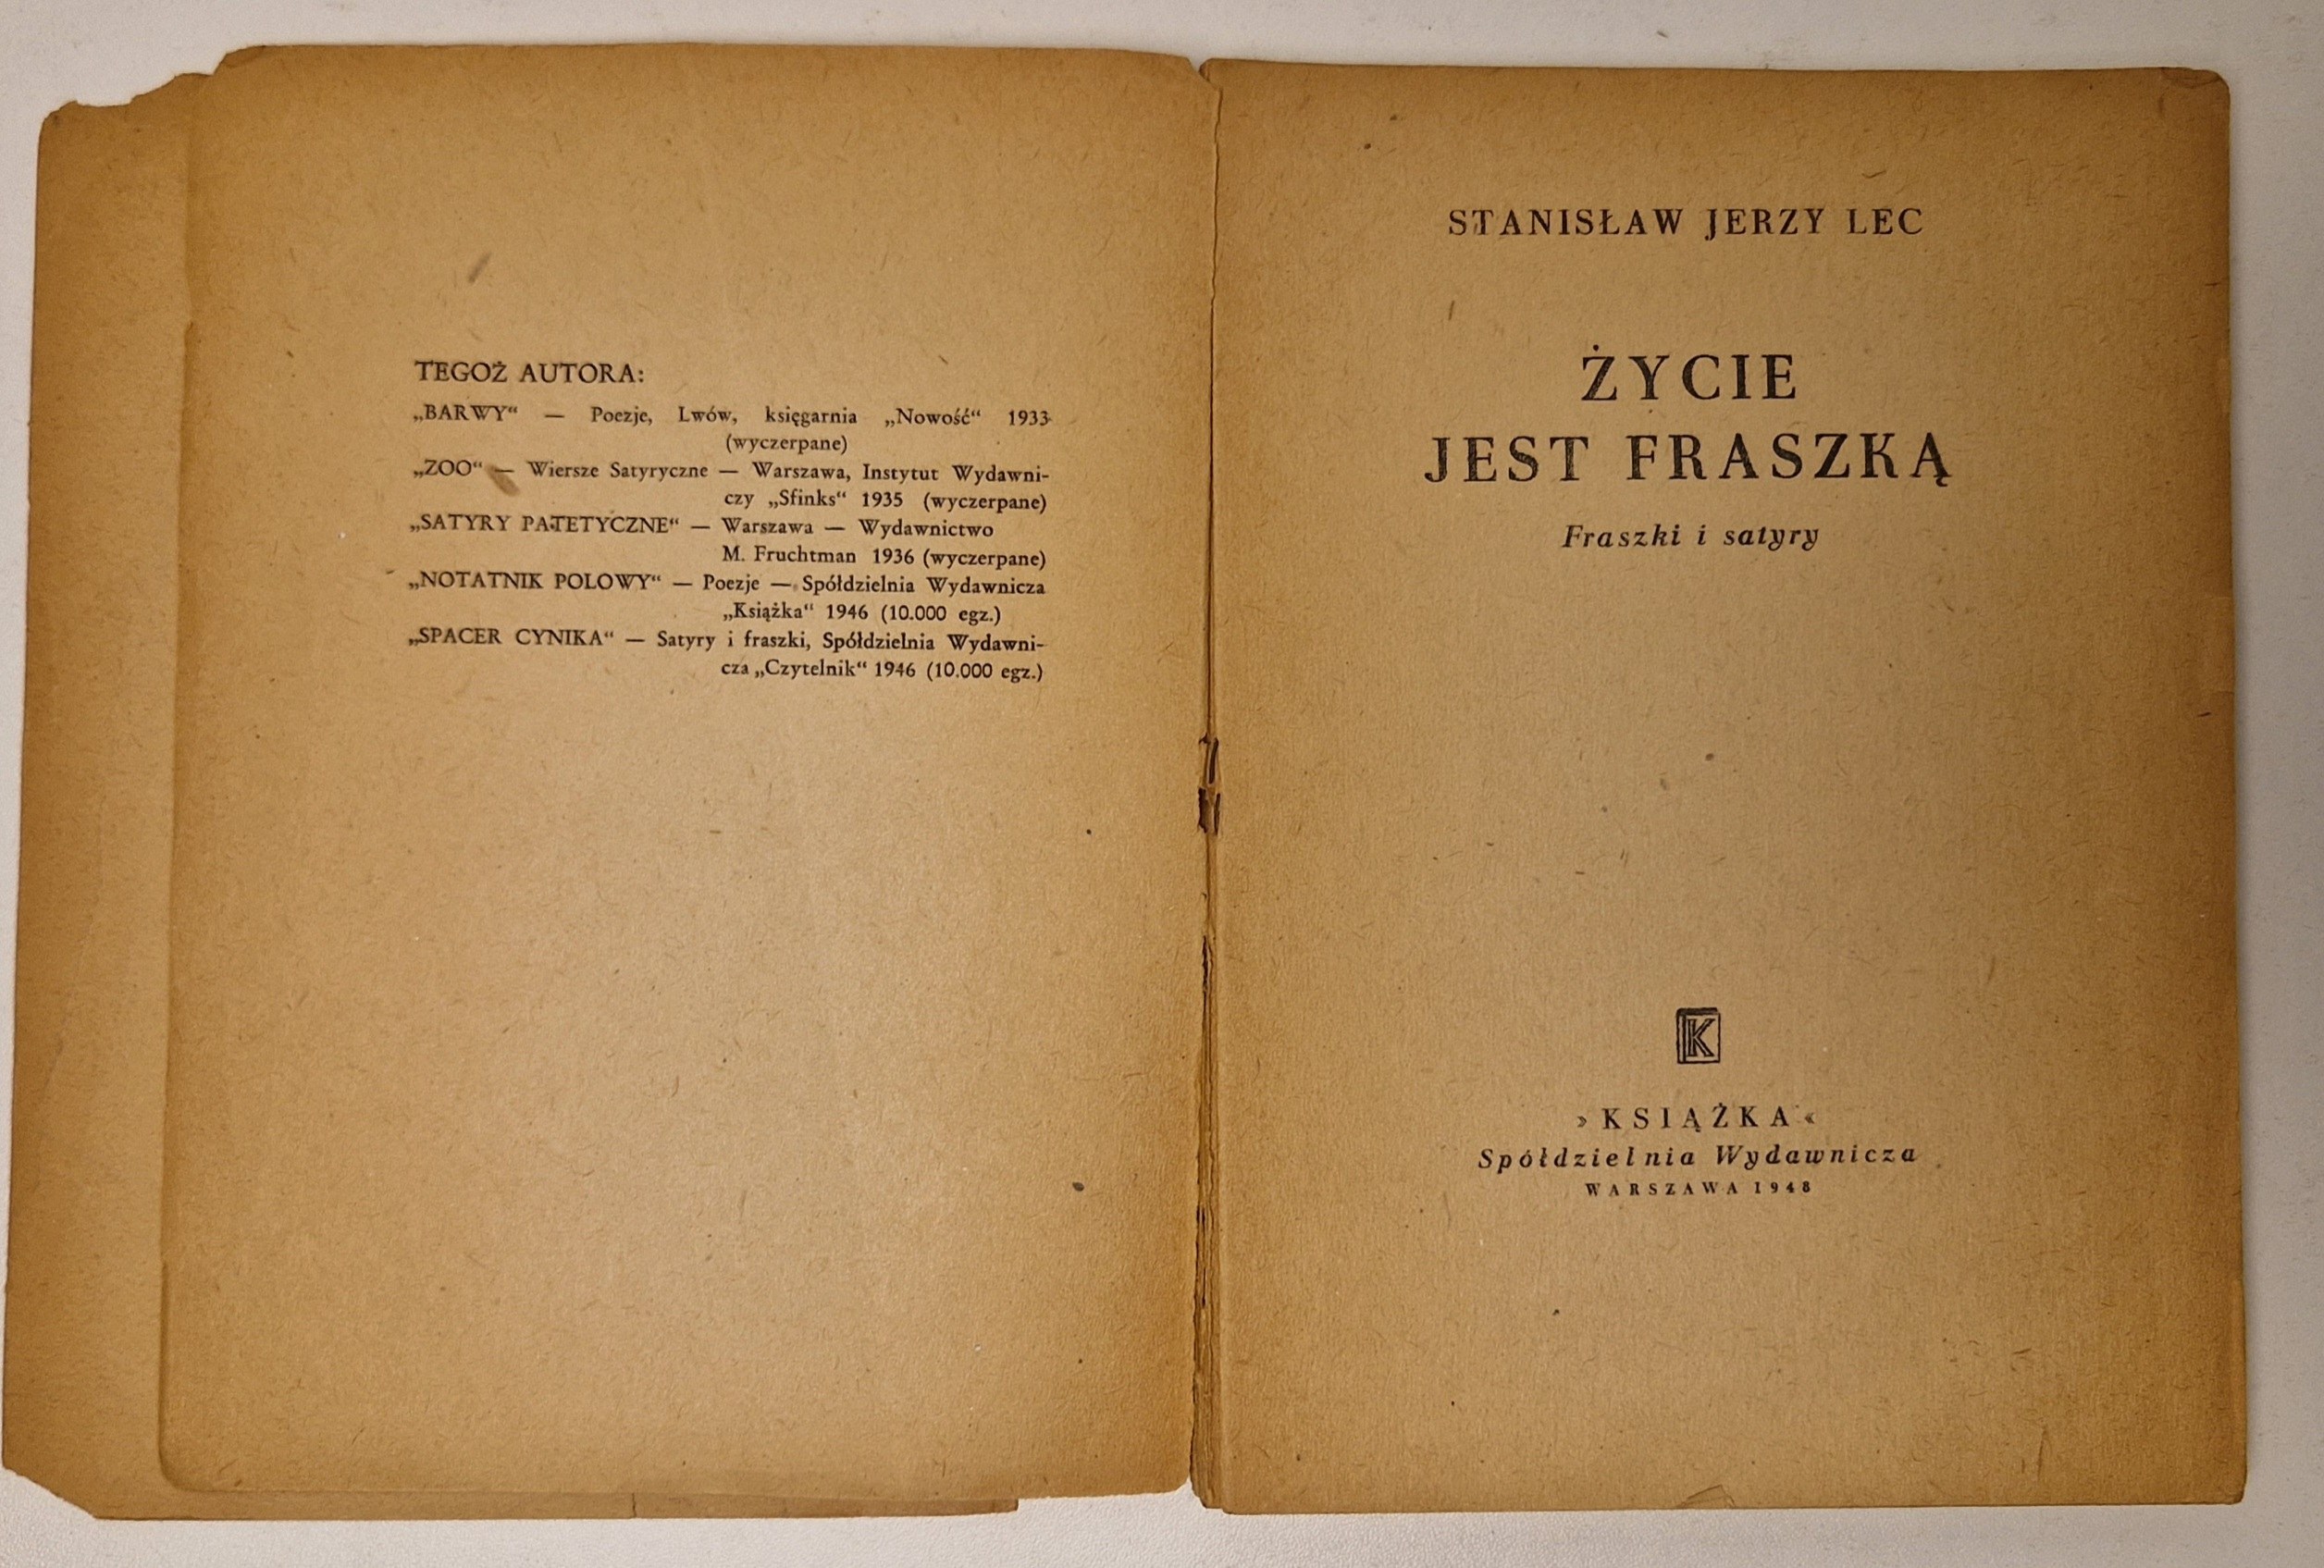 TEGOŻ AUTORA:
„BARWY“ — Poezje, Lwów, księgarnia „Nowość“ 1933
(wyczerpane)
„ZOO“ — Wiersze Satyryczne — Warszawa, Instytut Wydawni-
czy „Sfinks“ 1935 (wyczerpane)
„SATYRY PATETYCZNE“ — Warszawa — Wydawnictwo
M. Fruchtman 1936 (wyczerpane)
„NOTATNIK POLOWY“ — Poezje — Spółdzielnia Wydawnicza
„Książka“ 1946 (10.000 egz.)
„SPACER CYNIKA“ — Satyry i fraszki, Spółdzielnia Wydawni-
cza „Czytelnik“ 1946 (10.000 egz.)
STANISŁAW JERZY LEC
ŻYCIE
JEST FRASZKĄ
Fraszki i satyry
K
»KSIĄŻKA«
Spółdzielnia Wydawnicza
WARSZAWA 1948